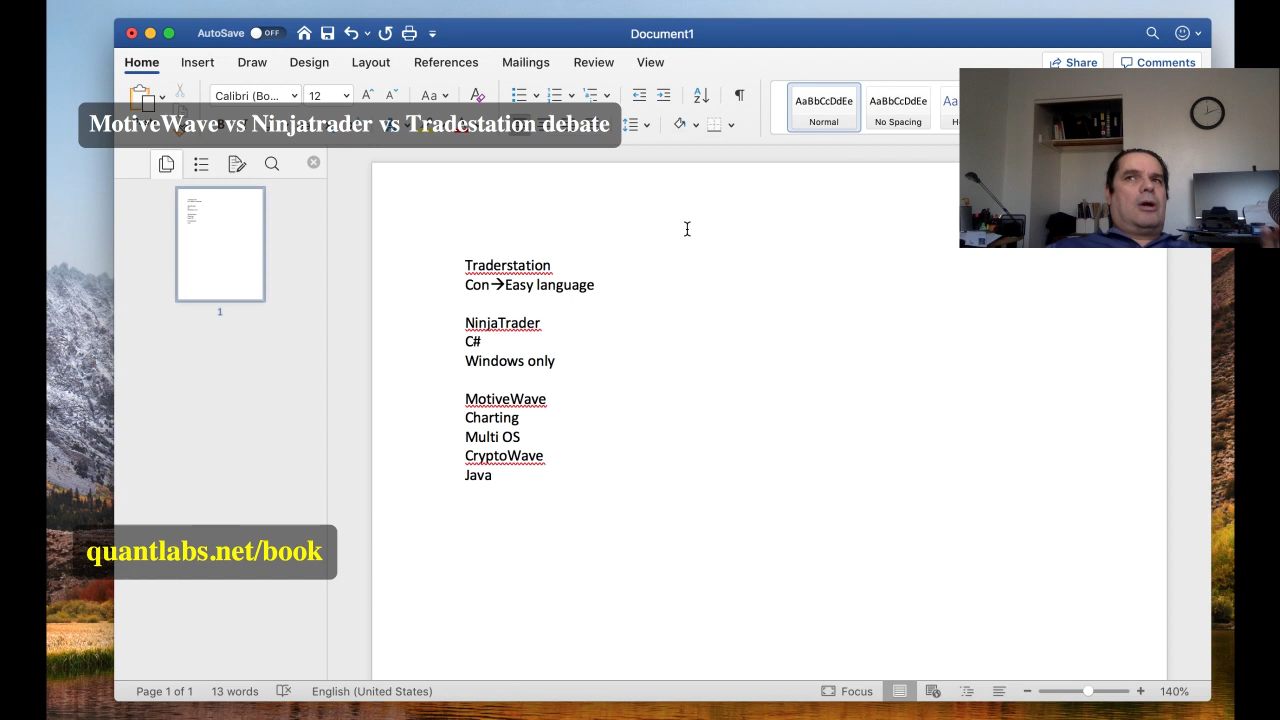 AutoSave OFF
Document1
Home Insert Draw Design Layout References Mailings Review View Share Comments
Calibri (Bo... 12 Aa
AaBbCcDdEe AaBbCcDdEe
Normal No Spacing
MotiveWave vs Ninjatrader vs Tradestation debate
1
Traderstation
Con→Easy language
NinjaTrader
C#
Windows only
MotiveWave
Charting
Multi OS
CryptoWave
Java
quantlabs.net/book
Page 1 of 1 13 words English (United States) Focus 140%